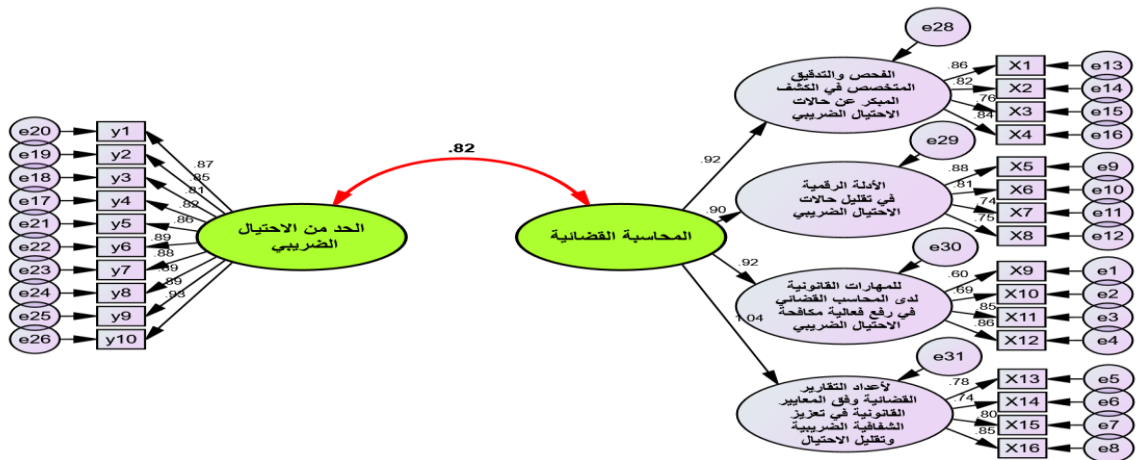 e28
الفحص والتدقيق
المتخصص في الكشف
المبكر عن حالات
الاحتيال الضريبي
.86
X1
e13
.82
X2
e14
.76
X3
e15
.84
X4
e16
e20
y1
e19
y2
e18
y3
e17
y4
e21
y5
e22
y6
e23
y7
e24
y8
e25
y9
e26
y10
.87
.85
.81
.82
.86
.89
.88
.89
.89
.93
الحد من الاحتيال
الضريبي
.82
المحاسبة القضائية
.92
.90
.92
1.04
e29
الأدلة الرقمية
في تقليل حالات
الاحتيال الضريبي
.88
X5
e9
.81
X6
e10
.74
X7
e11
.75
X8
e12
e30
للمهارات القانونية
لدى المحاسب القضائي
في رفع فعالية مكافحة
الاحتيال الضريبي
.60
X9
e1
.69
X10
e2
.85
X11
e3
.86
X12
e4
e31
لأعداد التقارير
القضائية وفق المعايير
القانونية في تعزيز
الشفافية الضريبية
وتقليل الاحتيال
.78
X13
e5
.74
X14
e6
.80
X15
e7
.85
X16
e8